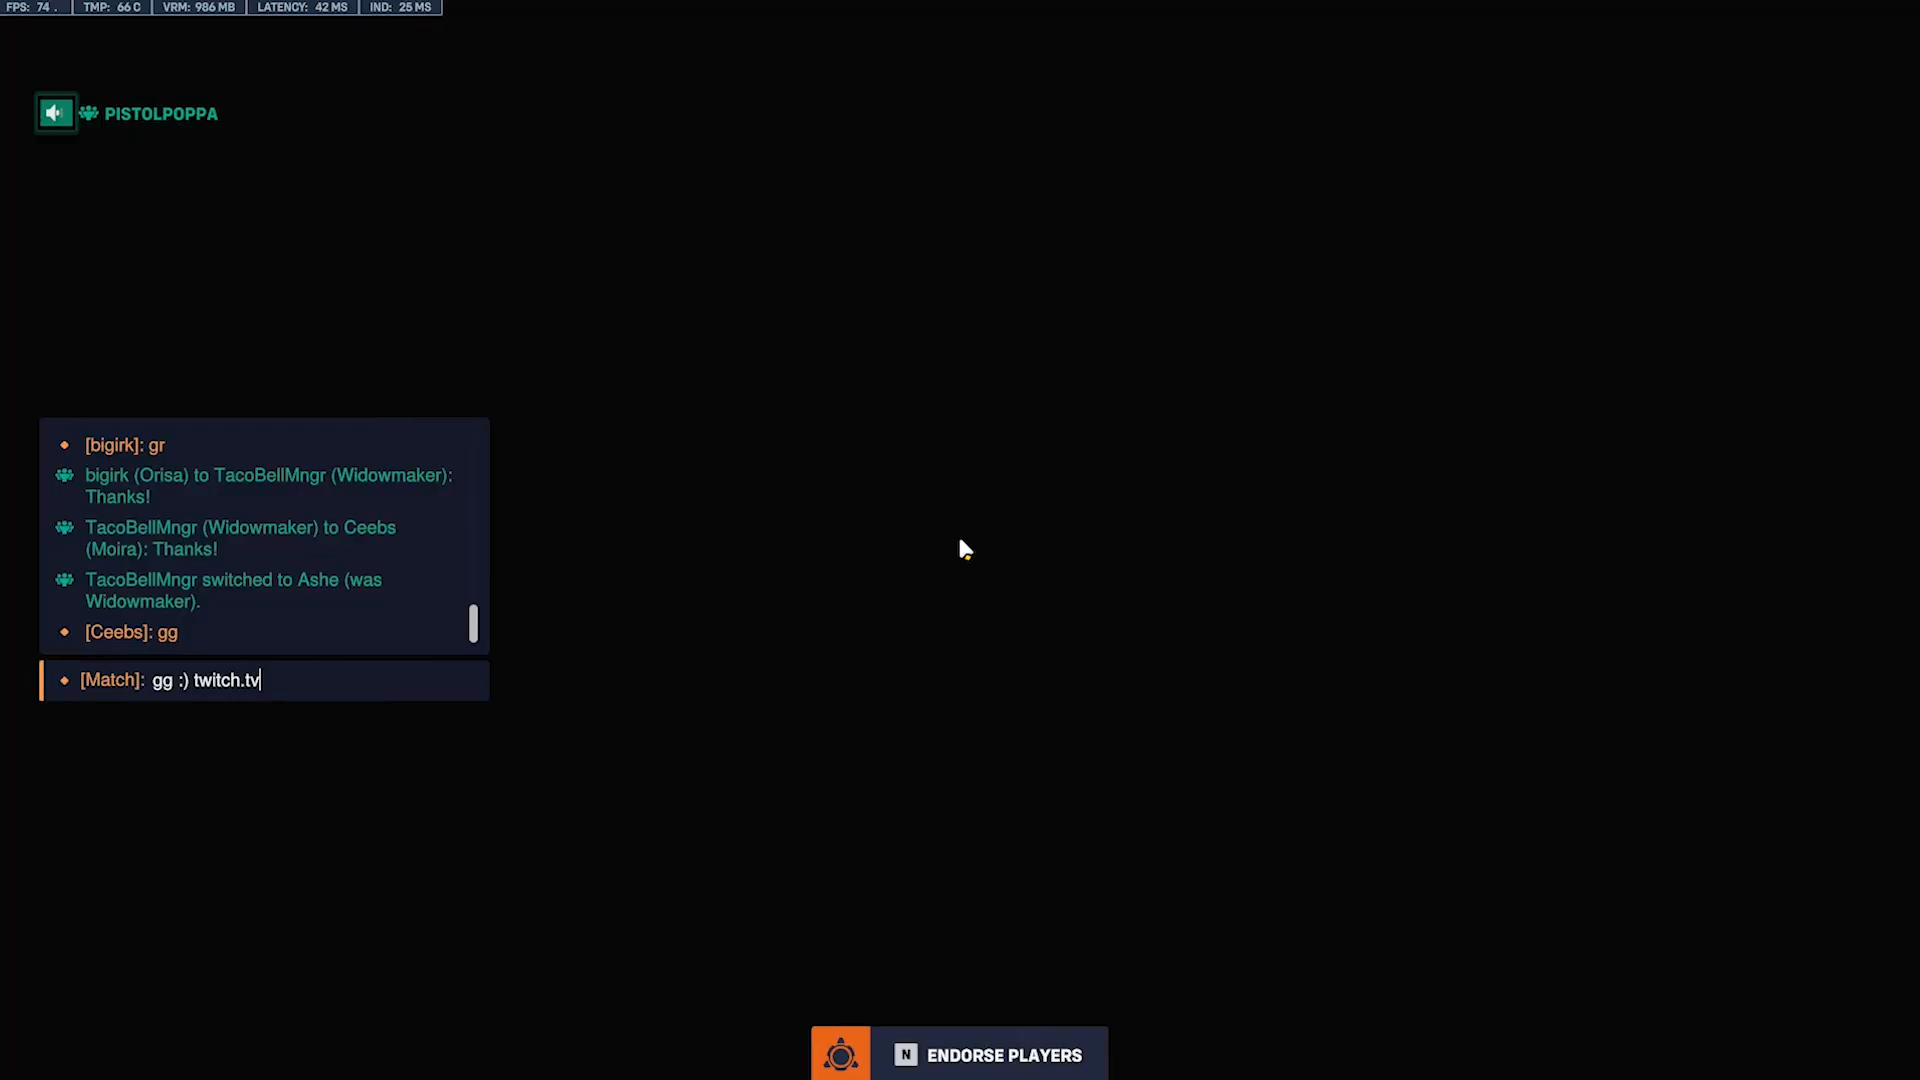 FPS: 74 . TMP: 66 C VRM: 986 MB LATENCY: 42 MS IND: 25 MS
PISTOLPOPPA
[bigirk]: gr
bigirk (Orisa) to TacoBellMngr (Widowmaker):
Thanks!
TacoBellMngr (Widowmaker) to Ceebs
(Moira): Thanks!
TacoBellMngr switched to Ashe (was
Widowmaker).
[Ceebs]: gg
[Match]: gg :) twitch.tv
N ENDORSE PLAYERS